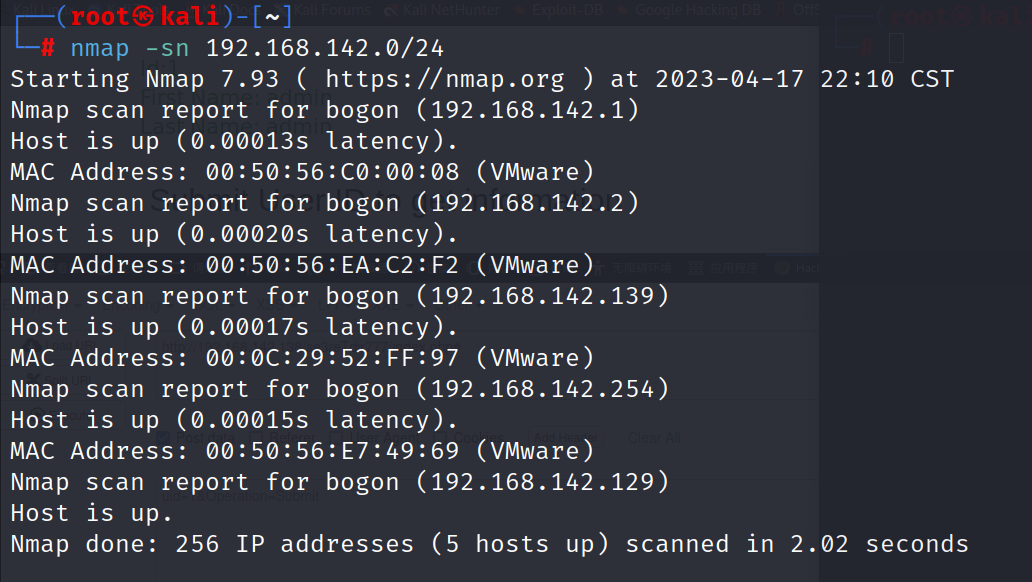 ┌──(root㉿kali)-[~]
└─# nmap -sn 192.168.142.0/24
Starting Nmap 7.93 ( https://nmap.org ) at 2023-04-17 22:10 CST
Nmap scan report for bogon (192.168.142.1)
Host is up (0.00013s latency).
MAC Address: 00:50:56:C0:00:08 (VMware)
Nmap scan report for bogon (192.168.142.2)
Host is up (0.00020s latency).
MAC Address: 00:50:56:EA:C2:F2 (VMware)
Nmap scan report for bogon (192.168.142.139)
Host is up (0.00017s latency).
MAC Address: 00:0C:29:52:FF:97 (VMware)
Nmap scan report for bogon (192.168.142.254)
Host is up (0.00015s latency).
MAC Address: 00:50:56:E7:49:69 (VMware)
Nmap scan report for bogon (192.168.142.129)
Host is up.
Nmap done: 256 IP addresses (5 hosts up) scanned in 2.02 seconds